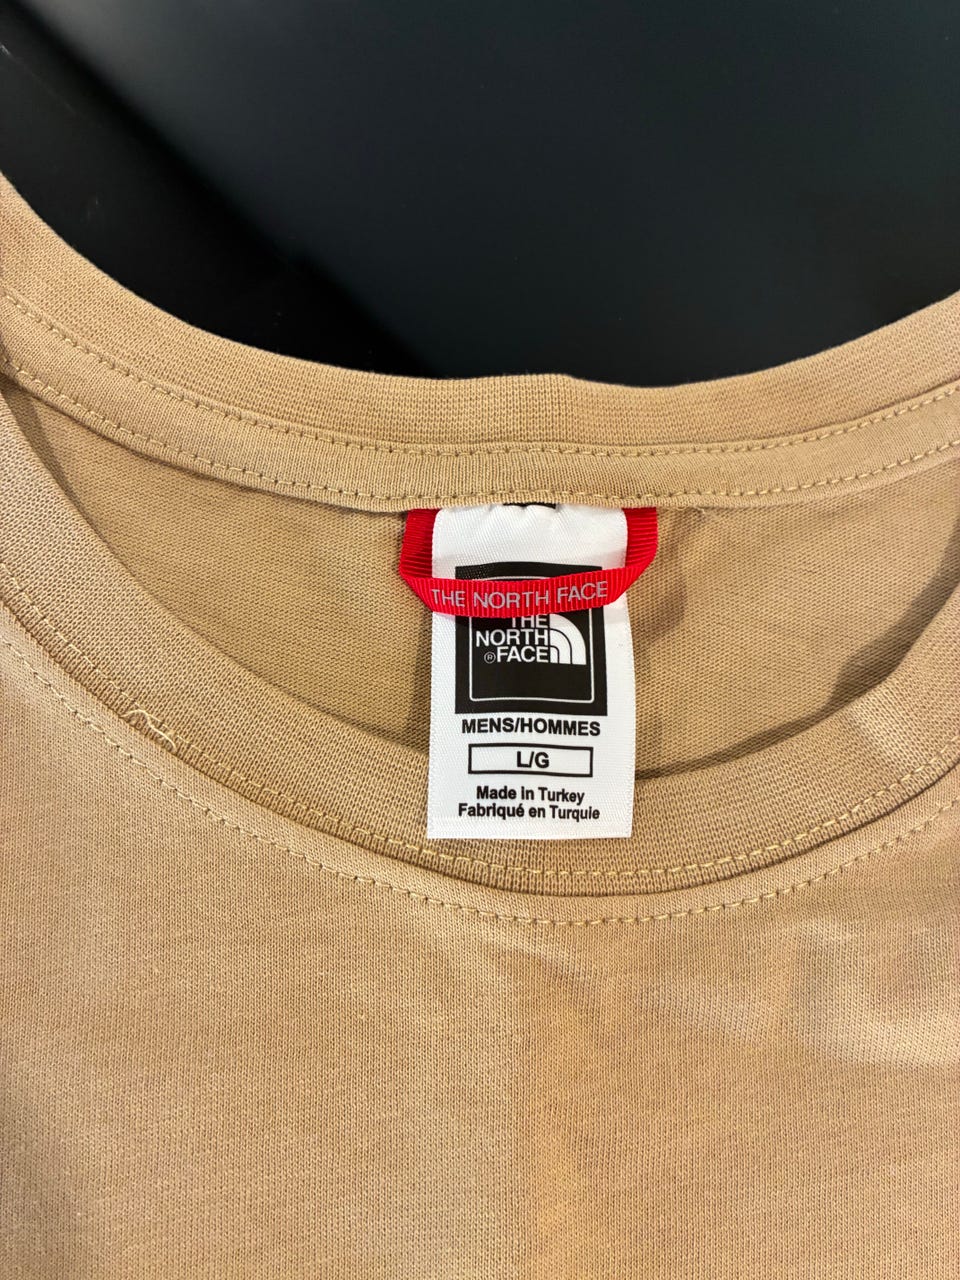 THE NORTH FACE
THE
NORTH
® FACE
MENS/HOMMES
L/G
Made in Turkey
Fabriqué en Turquie